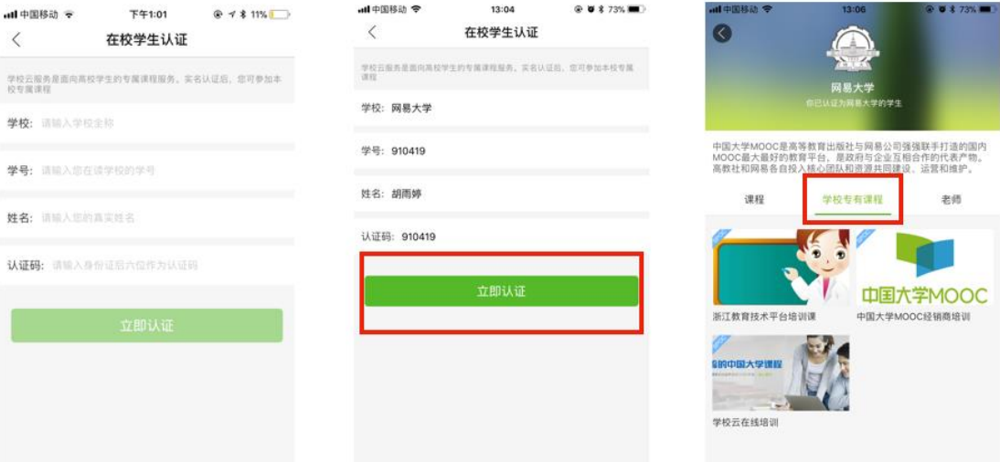 中国移动 下午1:01 11%
在校学生认证
学校云服务是面向高校学生的专属课程服务。实名认证后，您可参加本
校专属课程
学校: 请输入学校全称
学号: 请输入您在读学校的学号
姓名: 请输入您的真实姓名
认证码: 请输入身份证后六位作为认证码
立即认证
中国移动 13:04 73%
在校学生认证
学校云服务是面向高校学生的专属课程服务。实名认证后，您可参加本校专属
课程
学校: 网易大学
学号: 910419
姓名: 胡雨婷
认证码: 910419
立即认证
中国移动 13:06 73%
网易大学
你已认证为网易大学的学生
中国大学MOOC是高等教育出版社与网易公司强强联手打造的国内
MOOC最大最好的教育平台，是政府与企业互相合作的代表产物。
高教社和网易各自投入核心团队和资源共同建设、运营和维护。
课程 学校专有课程 老师
SPOC
SPOC
中国大学MOOC
浙江教育技术平台培训课
中国大学MOOC经销商培训
的中国大学课程
学校云在线培训